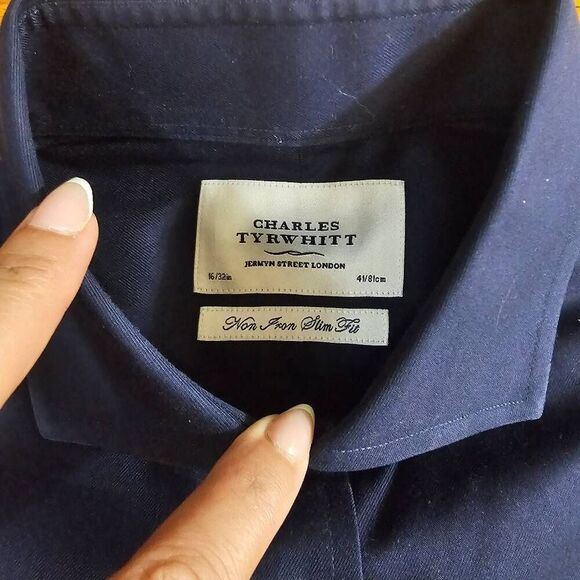 CHARLES
TYRWHITT
JERMYN STREET LONDON
16/32in 41/81cm
Non Iron Slim Fit